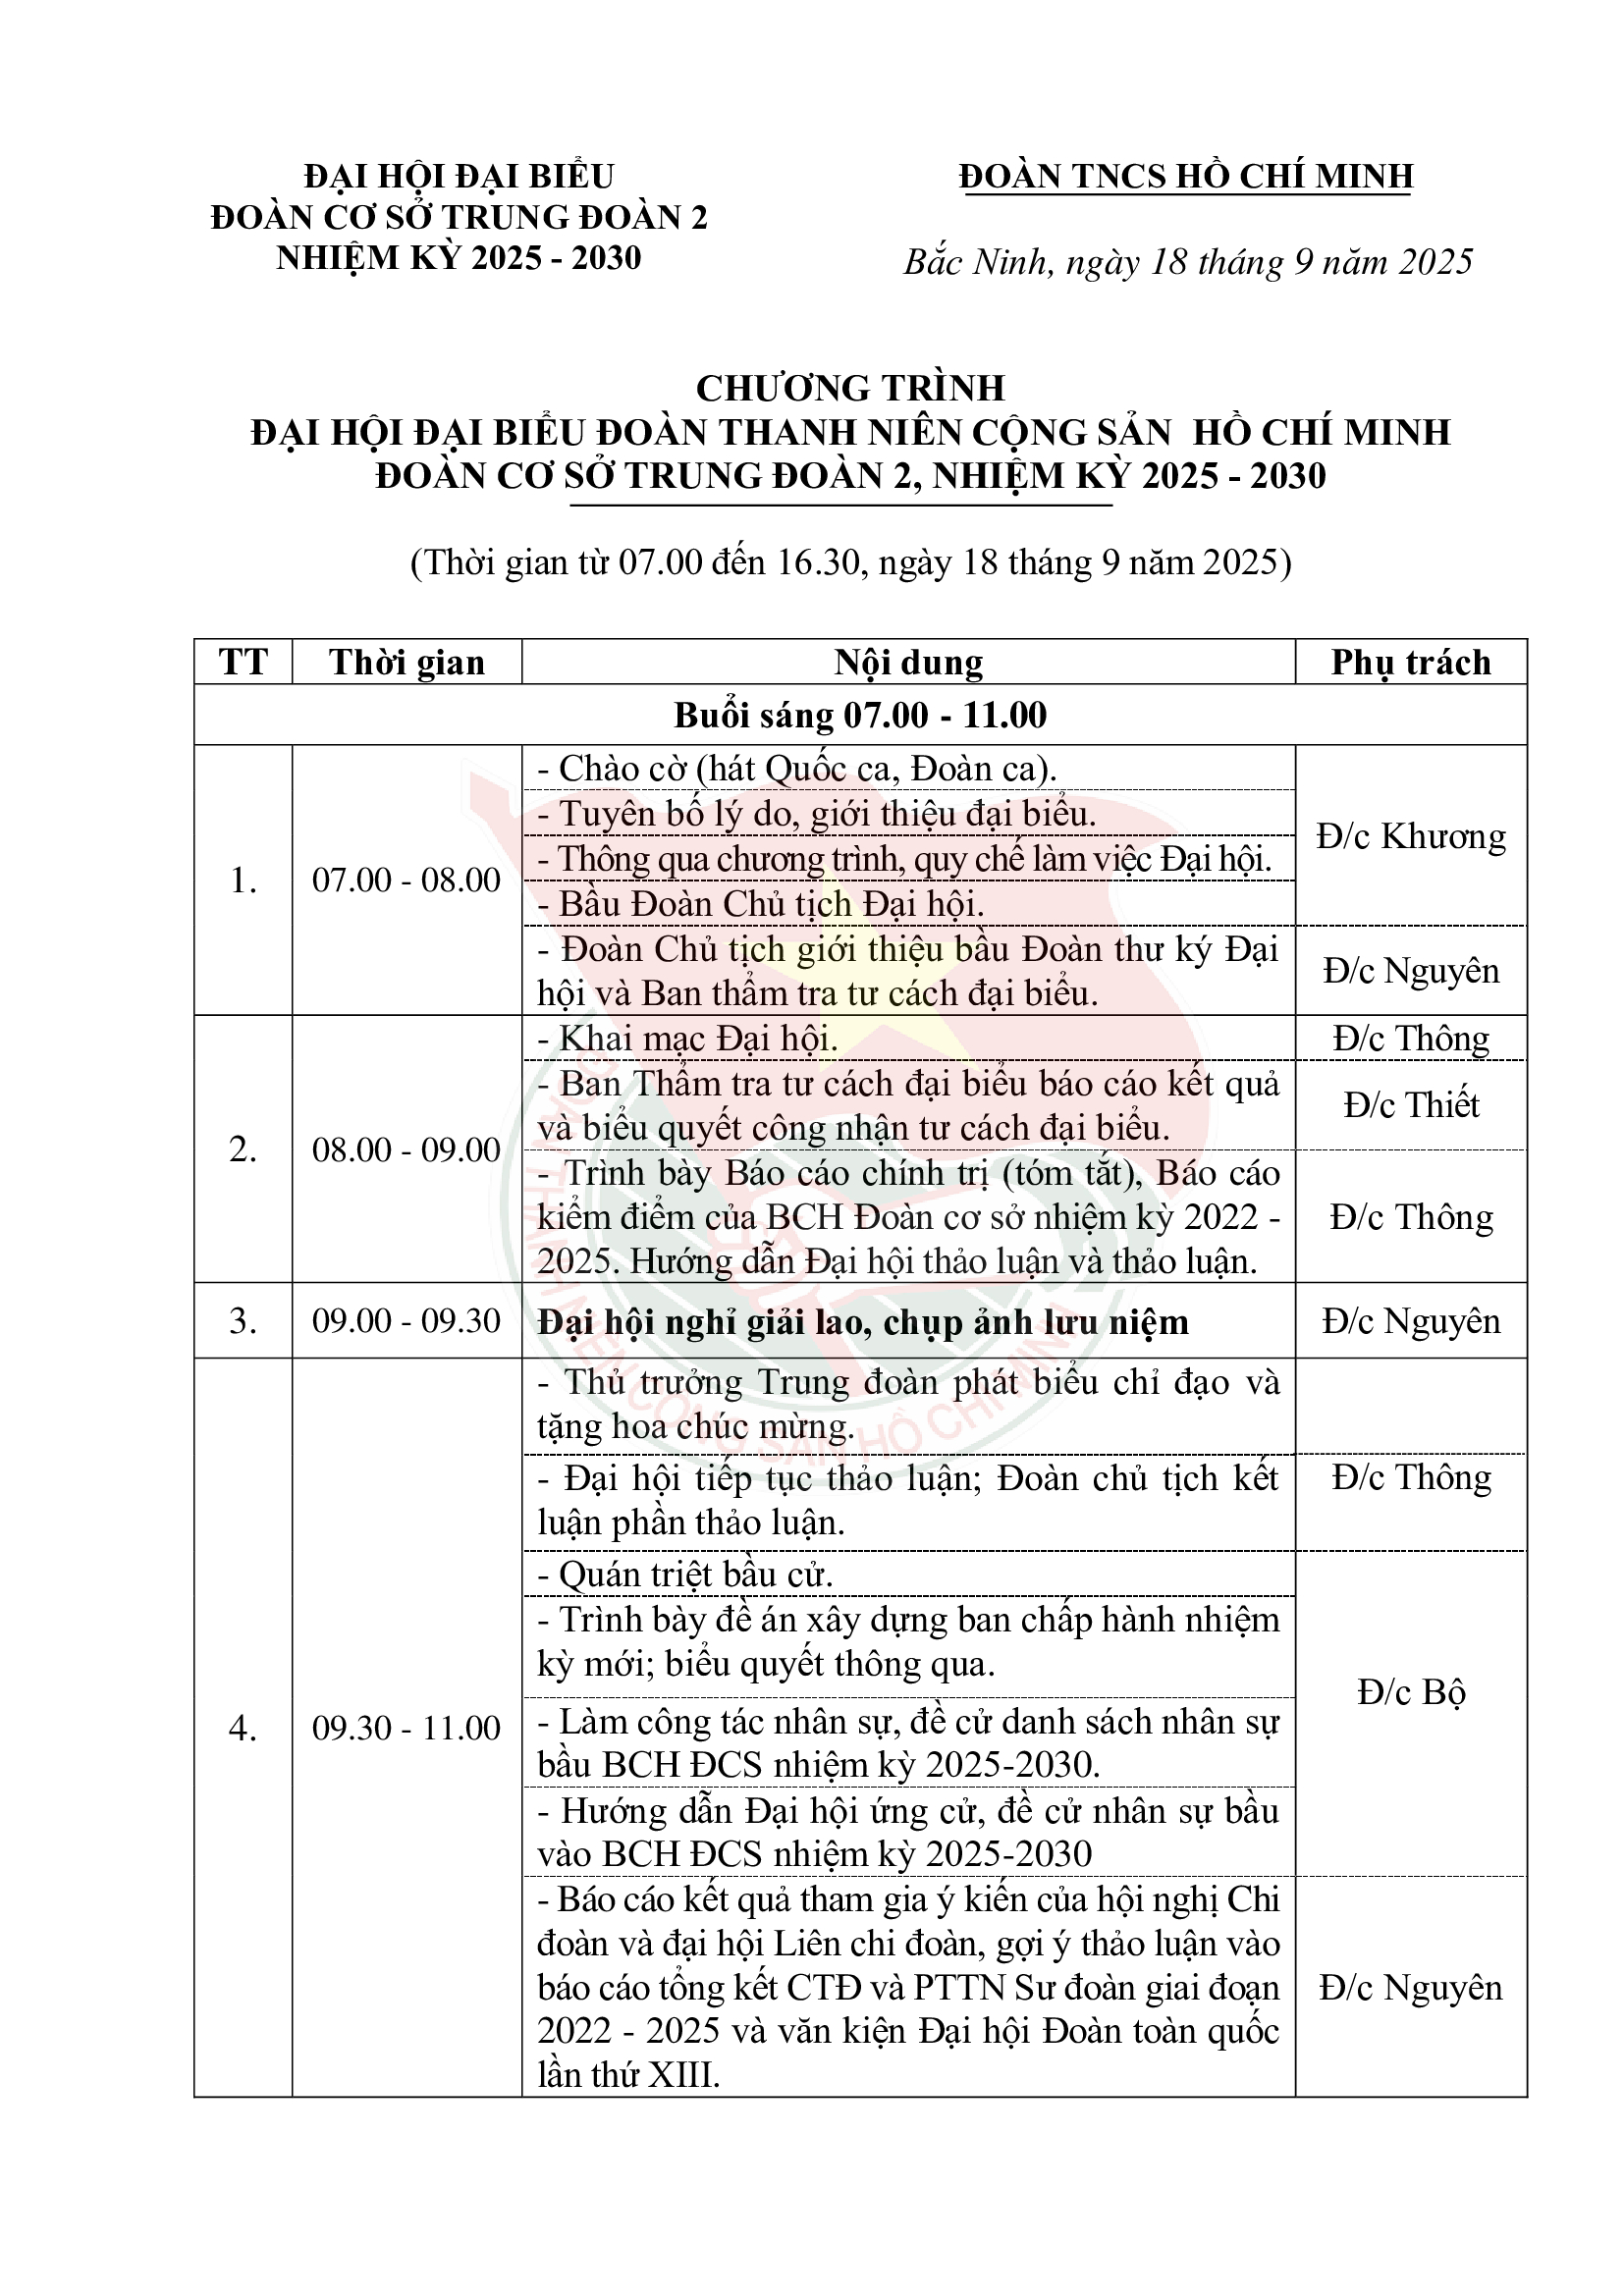 ĐẠI HỘI ĐẠI BIỂU
ĐOÀN CƠ SỞ TRUNG ĐOÀN 2
NHIỆM KỲ 2025 - 2030
ĐOÀN TNCS HỒ CHÍ MINH
Bắc Ninh, ngày 18 tháng 9 năm 2025
CHƯƠNG TRÌNH
ĐẠI HỘI ĐẠI BIỂU ĐOÀN THANH NIÊN CỘNG SẢN HỒ CHÍ MINH
ĐOÀN CƠ SỞ TRUNG ĐOÀN 2, NHIỆM KỲ 2025 - 2030
(Thời gian từ 07.00 đến 16.30, ngày 18 tháng 9 năm 2025)
TT Thời gian Nội dung Phụ trách
Buổi sáng 07.00 - 11.00
1. 07.00 - 08.00
- Chào cờ (hát Quốc ca, Đoàn ca).
- Tuyên bố lý do, giới thiệu đại biểu.
- Thông qua chương trình, quy chế làm việc Đại hội.
- Bầu Đoàn Chủ tịch Đại hội.
Đ/c Khương
- Đoàn Chủ tịch giới thiệu bầu Đoàn thư ký Đại
hội và Ban thẩm tra tư cách đại biểu.
Đ/c Nguyên
2. 08.00 - 09.00
- Khai mạc Đại hội.
Đ/c Thông
- Ban Thẩm tra tư cách đại biểu báo cáo kết quả
và biểu quyết công nhận tư cách đại biểu.
Đ/c Thiết
- Trình bày Báo cáo chính trị (tóm tắt), Báo cáo
kiểm điểm của BCH Đoàn cơ sở nhiệm kỳ 2022 -
2025. Hướng dẫn Đại hội thảo luận và thảo luận.
Đ/c Thông
3. 09.00 - 09.30 Đại hội nghỉ giải lao, chụp ảnh lưu niệm Đ/c Nguyên
4. 09.30 - 11.00
- Thủ trưởng Trung đoàn phát biểu chỉ đạo và
tặng hoa chúc mừng.
- Đại hội tiếp tục thảo luận; Đoàn chủ tịch kết
luận phần thảo luận.
Đ/c Thông
- Quán triệt bầu cử.
- Trình bày đề án xây dựng ban chấp hành nhiệm
kỳ mới; biểu quyết thông qua.
- Làm công tác nhân sự, đề cử danh sách nhân sự
bầu BCH ĐCS nhiệm kỳ 2025-2030.
- Hướng dẫn Đại hội ứng cử, đề cử nhân sự bầu
vào BCH ĐCS nhiệm kỳ 2025-2030
Đ/c Bộ
- Báo cáo kết quả tham gia ý kiến của hội nghị Chi
đoàn và đại hội Liên chi đoàn, gợi ý thảo luận vào
báo cáo tổng kết CTĐ và PTTN Sư đoàn giai đoạn
2022 - 2025 và văn kiện Đại hội Đoàn toàn quốc
lần thứ XIII.
Đ/c Nguyên
ĐOÀN THANH NIÊN CỘNG SẢN HỒ CHÍ MINH